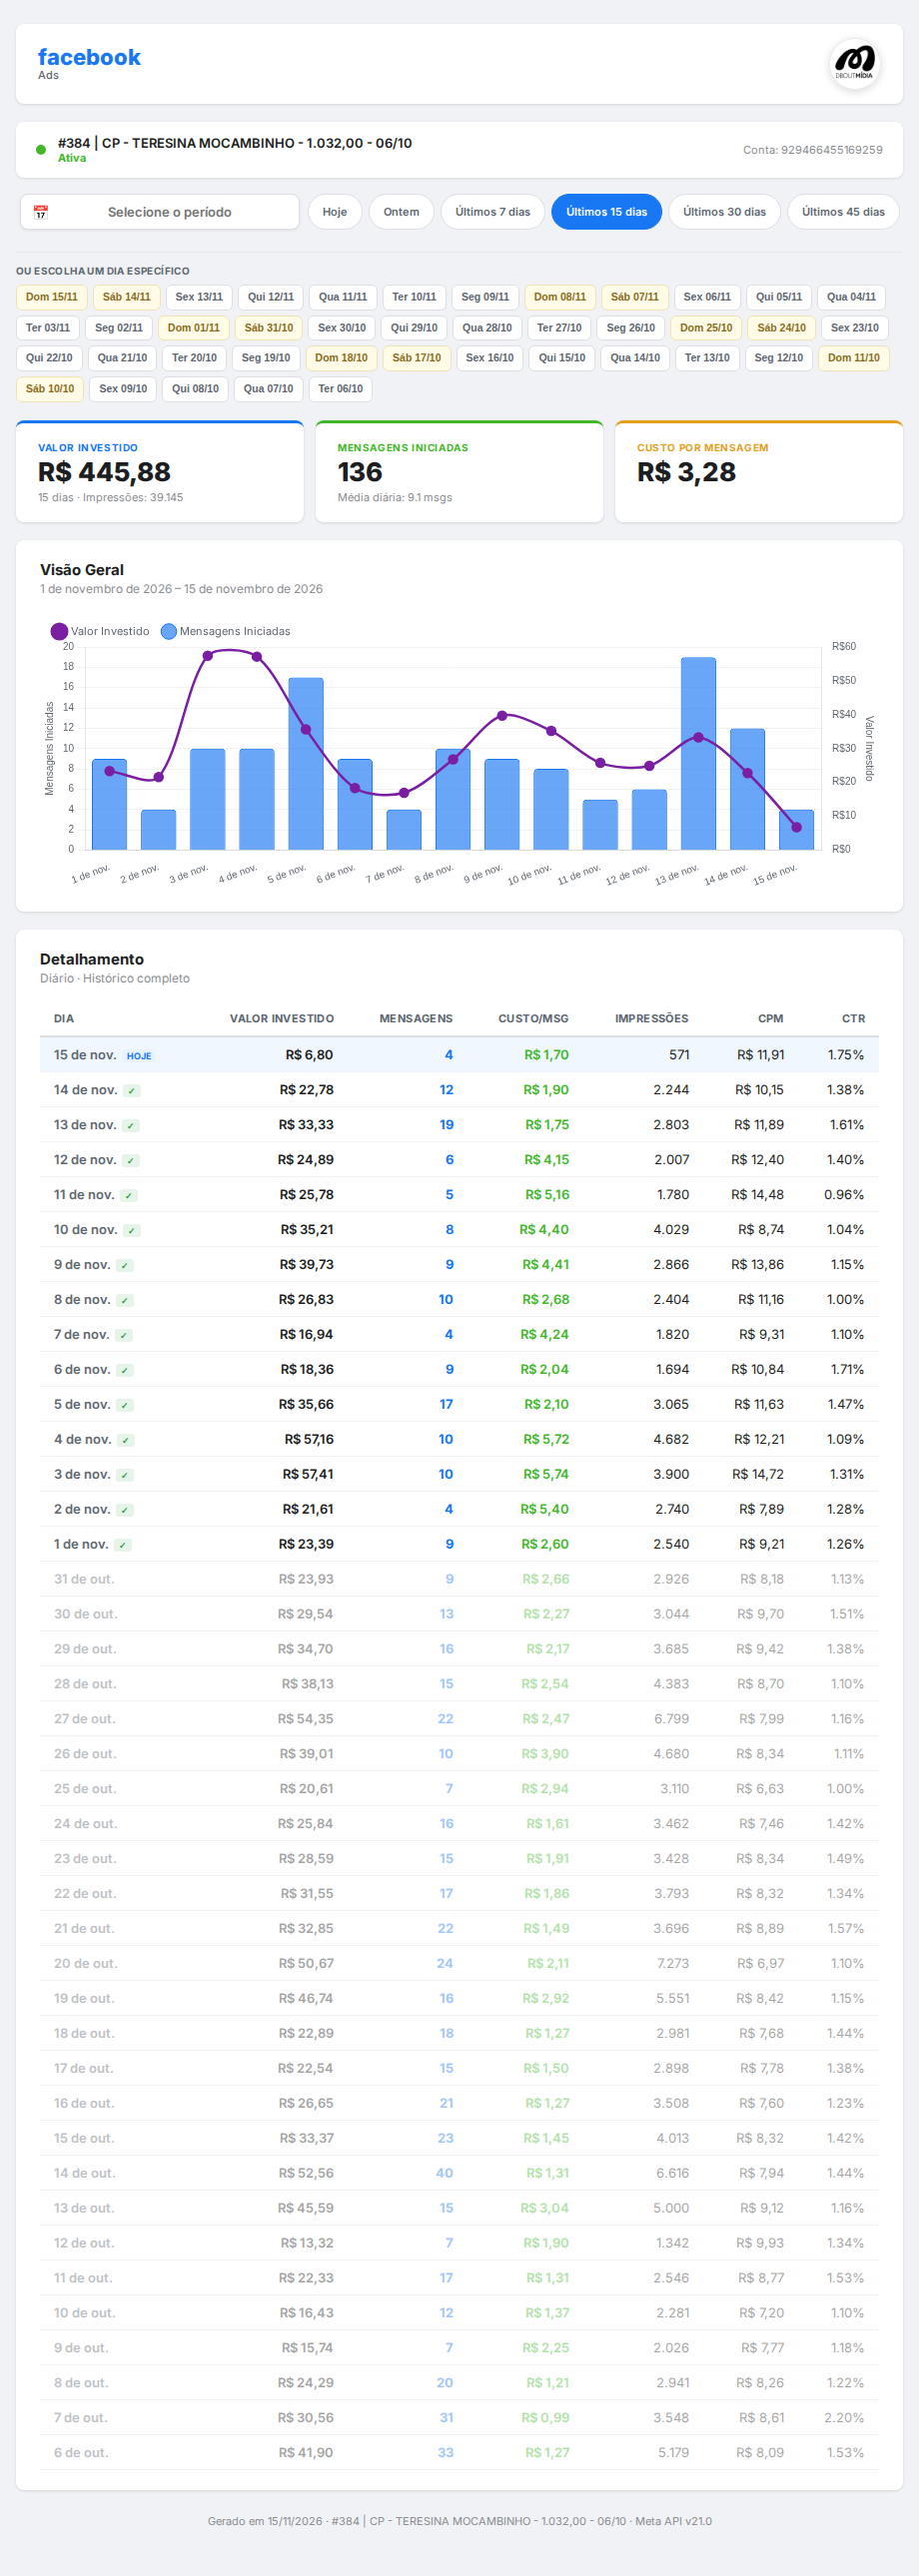 facebook
Ads
DBOUTMÍDIA
#384 | CP - TERESINA MOCAMBINHO - 1.032,00 - 06/10
Ativa
Conta: 929466455169259
Selecione o período
Hoje
Ontem
Últimos 7 dias
Últimos 15 dias
Últimos 30 dias
Últimos 45 dias
OU ESCOLHA UM DIA ESPECÍFICO
Dom 15/11 Sáb 14/11 Sex 13/11 Qui 12/11 Qua 11/11 Ter 10/11 Seg 09/11 Dom 08/11 Sáb 07/11 Sex 06/11 Qui 05/11 Qua 04/11
Ter 03/11 Seg 02/11 Dom 01/11 Sáb 31/10 Sex 30/10 Qui 29/10 Qua 28/10 Ter 27/10 Seg 26/10 Dom 25/10 Sáb 24/10 Sex 23/10
Qui 22/10 Qua 21/10 Ter 20/10 Seg 19/10 Dom 18/10 Sáb 17/10 Sex 16/10 Qui 15/10 Qua 14/10 Ter 13/10 Seg 12/10 Dom 11/10
Sáb 10/10 Sex 09/10 Qui 08/10 Qua 07/10 Ter 06/10
VALOR INVESTIDO
R$ 445,88
15 dias · Impressões: 39.145
MENSAGENS INICIADAS
136
Média diária: 9.1 msgs
CUSTO POR MENSAGEM
R$ 3,28
Visão Geral
1 de novembro de 2026 – 15 de novembro de 2026
Valor Investido Mensagens Iniciadas
Mensagens Iniciadas
20
18
16
14
12
10
8
6
4
2
0
R$60
R$50
R$40
R$30
R$20
R$10
R$0
Valor Investido
1 de nov. 2 de nov. 3 de nov. 4 de nov. 5 de nov. 6 de nov. 7 de nov. 8 de nov. 9 de nov. 10 de nov. 11 de nov. 12 de nov. 13 de nov. 14 de nov. 15 de nov.
Detalhamento
Diário · Histórico completo
DIA VALOR INVESTIDO MENSAGENS CUSTO/MSG IMPRESSÕES CPM CTR
15 de nov. HOJE R$ 6,80 4 R$ 1,70 571 R$ 11,91 1.75%
14 de nov. ✓ R$ 22,78 12 R$ 1,90 2.244 R$ 10,15 1.38%
13 de nov. ✓ R$ 33,33 19 R$ 1,75 2.803 R$ 11,89 1.61%
12 de nov. ✓ R$ 24,89 6 R$ 4,15 2.007 R$ 12,40 1.40%
11 de nov. ✓ R$ 25,78 5 R$ 5,16 1.780 R$ 14,48 0.96%
10 de nov. ✓ R$ 35,21 8 R$ 4,40 4.029 R$ 8,74 1.04%
9 de nov. ✓ R$ 39,73 9 R$ 4,41 2.866 R$ 13,86 1.15%
8 de nov. ✓ R$ 26,83 10 R$ 2,68 2.404 R$ 11,16 1.00%
7 de nov. ✓ R$ 16,94 4 R$ 4,24 1.820 R$ 9,31 1.10%
6 de nov. ✓ R$ 18,36 9 R$ 2,04 1.694 R$ 10,84 1.71%
5 de nov. ✓ R$ 35,66 17 R$ 2,10 3.065 R$ 11,63 1.47%
4 de nov. ✓ R$ 57,16 10 R$ 5,72 4.682 R$ 12,21 1.09%
3 de nov. ✓ R$ 57,41 10 R$ 5,74 3.900 R$ 14,72 1.31%
2 de nov. ✓ R$ 21,61 4 R$ 5,40 2.740 R$ 7,89 1.28%
1 de nov. ✓ R$ 23,39 9 R$ 2,60 2.540 R$ 9,21 1.26%
31 de out. R$ 23,93 9 R$ 2,66 2.926 R$ 8,18 1.13%
30 de out. R$ 29,54 13 R$ 2,27 3.044 R$ 9,70 1.51%
29 de out. R$ 34,70 16 R$ 2,17 3.685 R$ 9,42 1.38%
28 de out. R$ 38,13 15 R$ 2,54 4.383 R$ 8,70 1.10%
27 de out. R$ 54,35 22 R$ 2,47 6.799 R$ 7,99 1.16%
26 de out. R$ 39,01 10 R$ 3,90 4.680 R$ 8,34 1.11%
25 de out. R$ 20,61 7 R$ 2,94 3.110 R$ 6,63 1.00%
24 de out. R$ 25,84 16 R$ 1,61 3.462 R$ 7,46 1.42%
23 de out. R$ 28,59 15 R$ 1,91 3.428 R$ 8,34 1.49%
22 de out. R$ 31,55 17 R$ 1,86 3.793 R$ 8,32 1.34%
21 de out. R$ 32,85 22 R$ 1,49 3.696 R$ 8,89 1.57%
20 de out. R$ 50,67 24 R$ 2,11 7.273 R$ 6,97 1.10%
19 de out. R$ 46,74 16 R$ 2,92 5.551 R$ 8,42 1.15%
18 de out. R$ 22,89 18 R$ 1,27 2.981 R$ 7,68 1.44%
17 de out. R$ 22,54 15 R$ 1,50 2.898 R$ 7,78 1.38%
16 de out. R$ 26,65 21 R$ 1,27 3.508 R$ 7,60 1.23%
15 de out. R$ 33,37 23 R$ 1,45 4.013 R$ 8,32 1.42%
14 de out. R$ 52,56 40 R$ 1,31 6.616 R$ 7,94 1.44%
13 de out. R$ 45,59 15 R$ 3,04 5.000 R$ 9,12 1.16%
12 de out. R$ 13,32 7 R$ 1,90 1.342 R$ 9,93 1.34%
11 de out. R$ 22,33 17 R$ 1,31 2.546 R$ 8,77 1.53%
10 de out. R$ 16,43 12 R$ 1,37 2.281 R$ 7,20 1.10%
9 de out. R$ 15,74 7 R$ 2,25 2.026 R$ 7,77 1.18%
8 de out. R$ 24,29 20 R$ 1,21 2.941 R$ 8,26 1.22%
7 de out. R$ 30,56 31 R$ 0,99 3.548 R$ 8,61 2.20%
6 de out. R$ 41,90 33 R$ 1,27 5.179 R$ 8,09 1.53%
Gerado em 15/11/2026 · #384 | CP - TERESINA MOCAMBINHO - 1.032,00 - 06/10 · Meta API v21.0